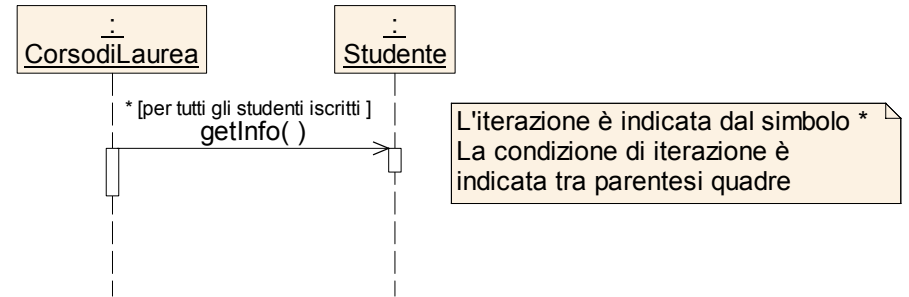 :
CorsodiLaurea
:
Studente
* [per tutti gli studenti iscritti ]
getInfo( )
L'iterazione è indicata dal simbolo *
La condizione di iterazione è
indicata tra parentesi quadre